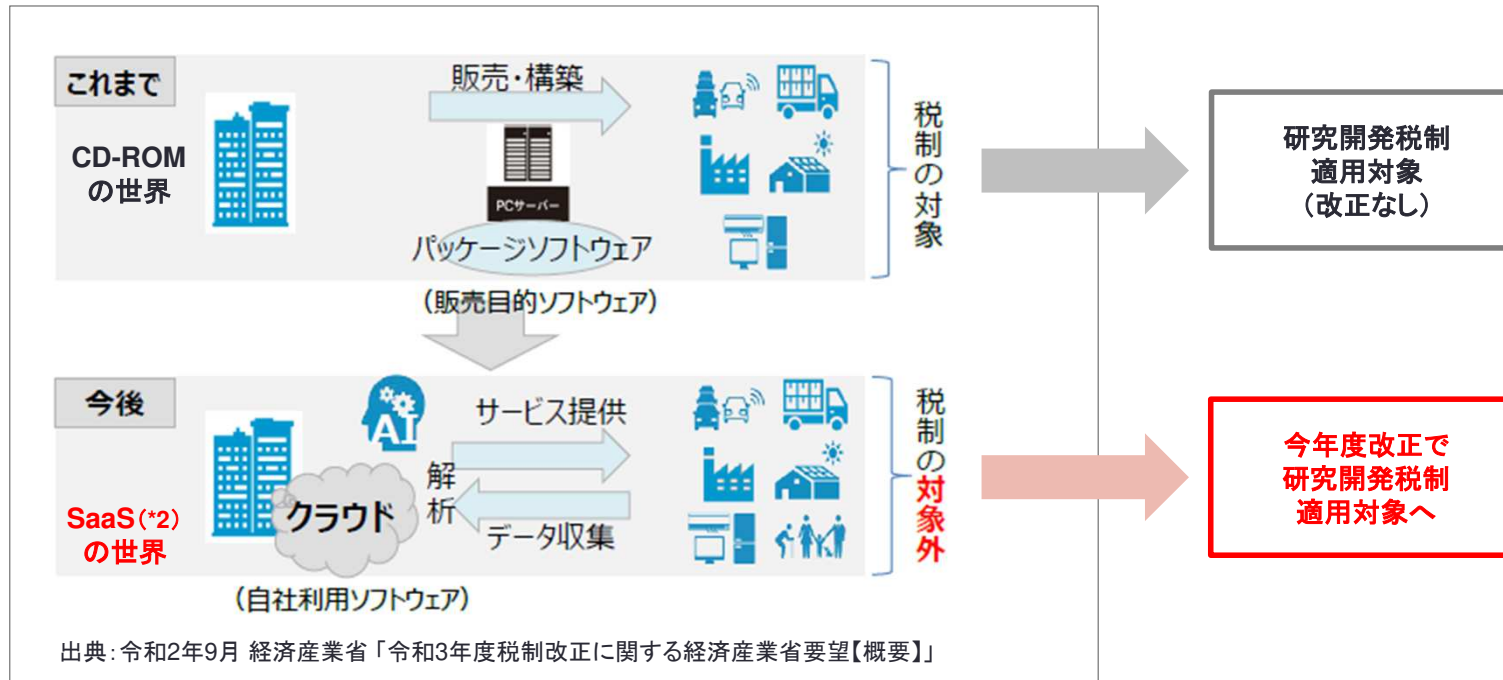 これまで
CD-ROM
の世界
販売・構築
PCサーバー
パッケージソフトウェア
(販売目的ソフトウェア)
税制の対象
研究開発税制
適用対象
(改正なし)
今後
SaaS(*2)
の世界
AI
クラウド
解析
サービス提供
データ収集
(自社利用ソフトウェア)
税制の対象外
今年度改正で
研究開発税制
適用対象へ
出典:令和2年9月 経済産業省「令和3年度税制改正に関する経済産業省要望【概要】」